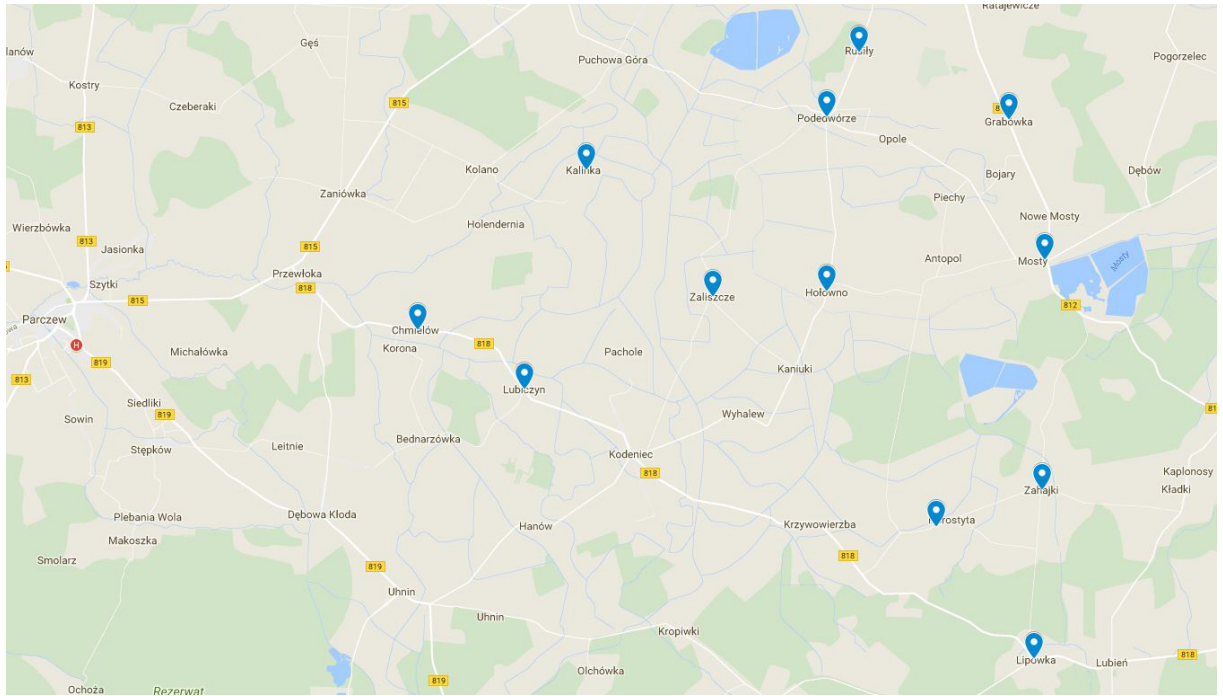 Ratajewicze
Gęś
Rusiły
lanów
Puchowa Góra
Pogorzelec
Kostry
815
Czeberaki
Grabówka
813
Podedwórze
Opole
Kalinka
Kolano
Bojary
Dębów
Zaniówka
Piechy
Nowe Mosty
Wierzbówka
Holendernia
813
815
Jasionka
Antopol
Mosty
Mosty
Przewłoka
Szytki
818
Zaliszcze
Hołowno
815
812
Parczew
Chmielów
H
818
Korona
Michałówka
Pachole
819
Kaniuki
813
Lubiczyn
Siedliki
819
Sowin
Wyhalew
Bednarzówka
Leitnie
Stępków
Kodeniec
818
Kaplonosy
Kładki
Zahajki
Plebania Wola
Dębowa Kłoda
Hanów
Krzywowierzba
Makoszka
Smolarz
819
818
Uhnin
Uhnin
Kropiwki
Lipówka
818
Lubień
Olchówka
819
Ochoża
Rezerwat